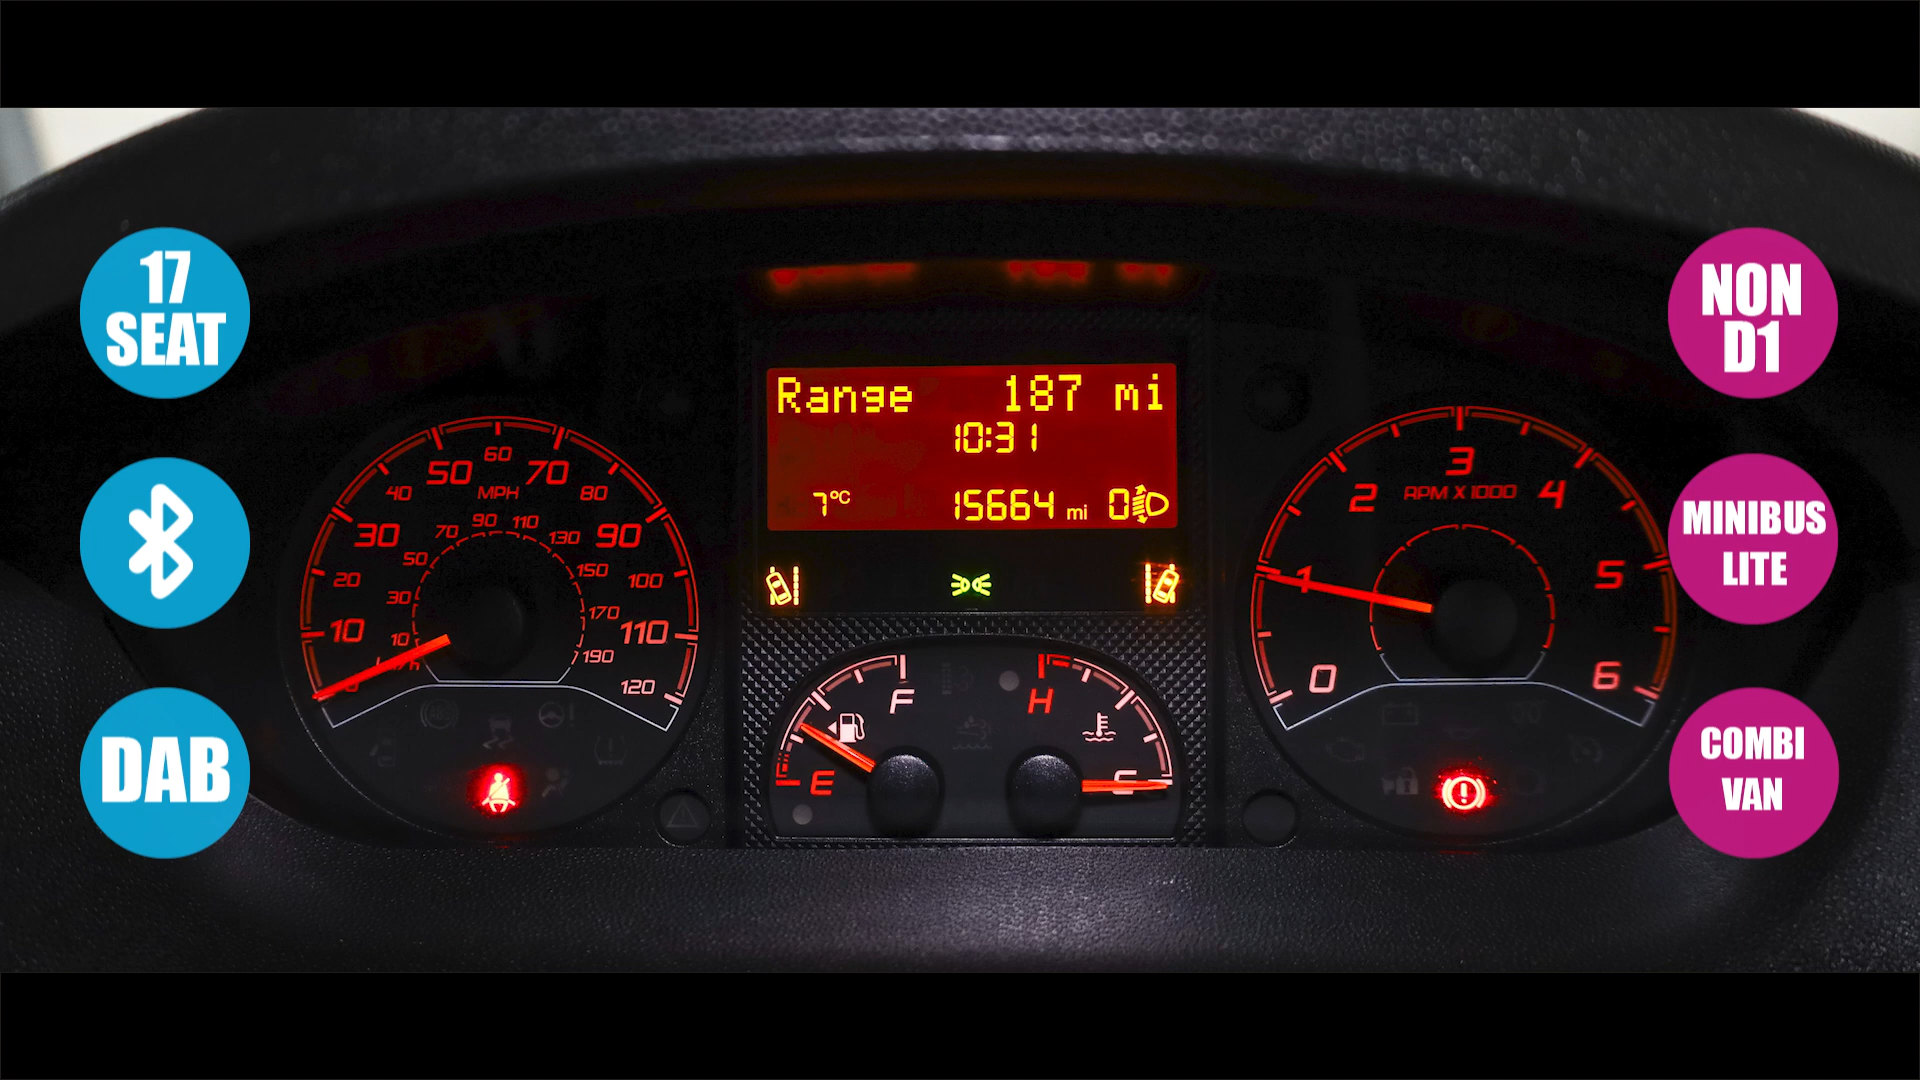 17
SEAT
DAB
NON
D1
MINIBUS
LITE
COMBI
VAN
Range 187 mi
10:31
7°C 15664 mi 0
10 20 30 40 50 60 70 80 90 100 110 120
MPH
10 30 50 70 90 110 130 150 170 190
0 1 2 3 4 5 6
RPM X 1000
F
E
H
C